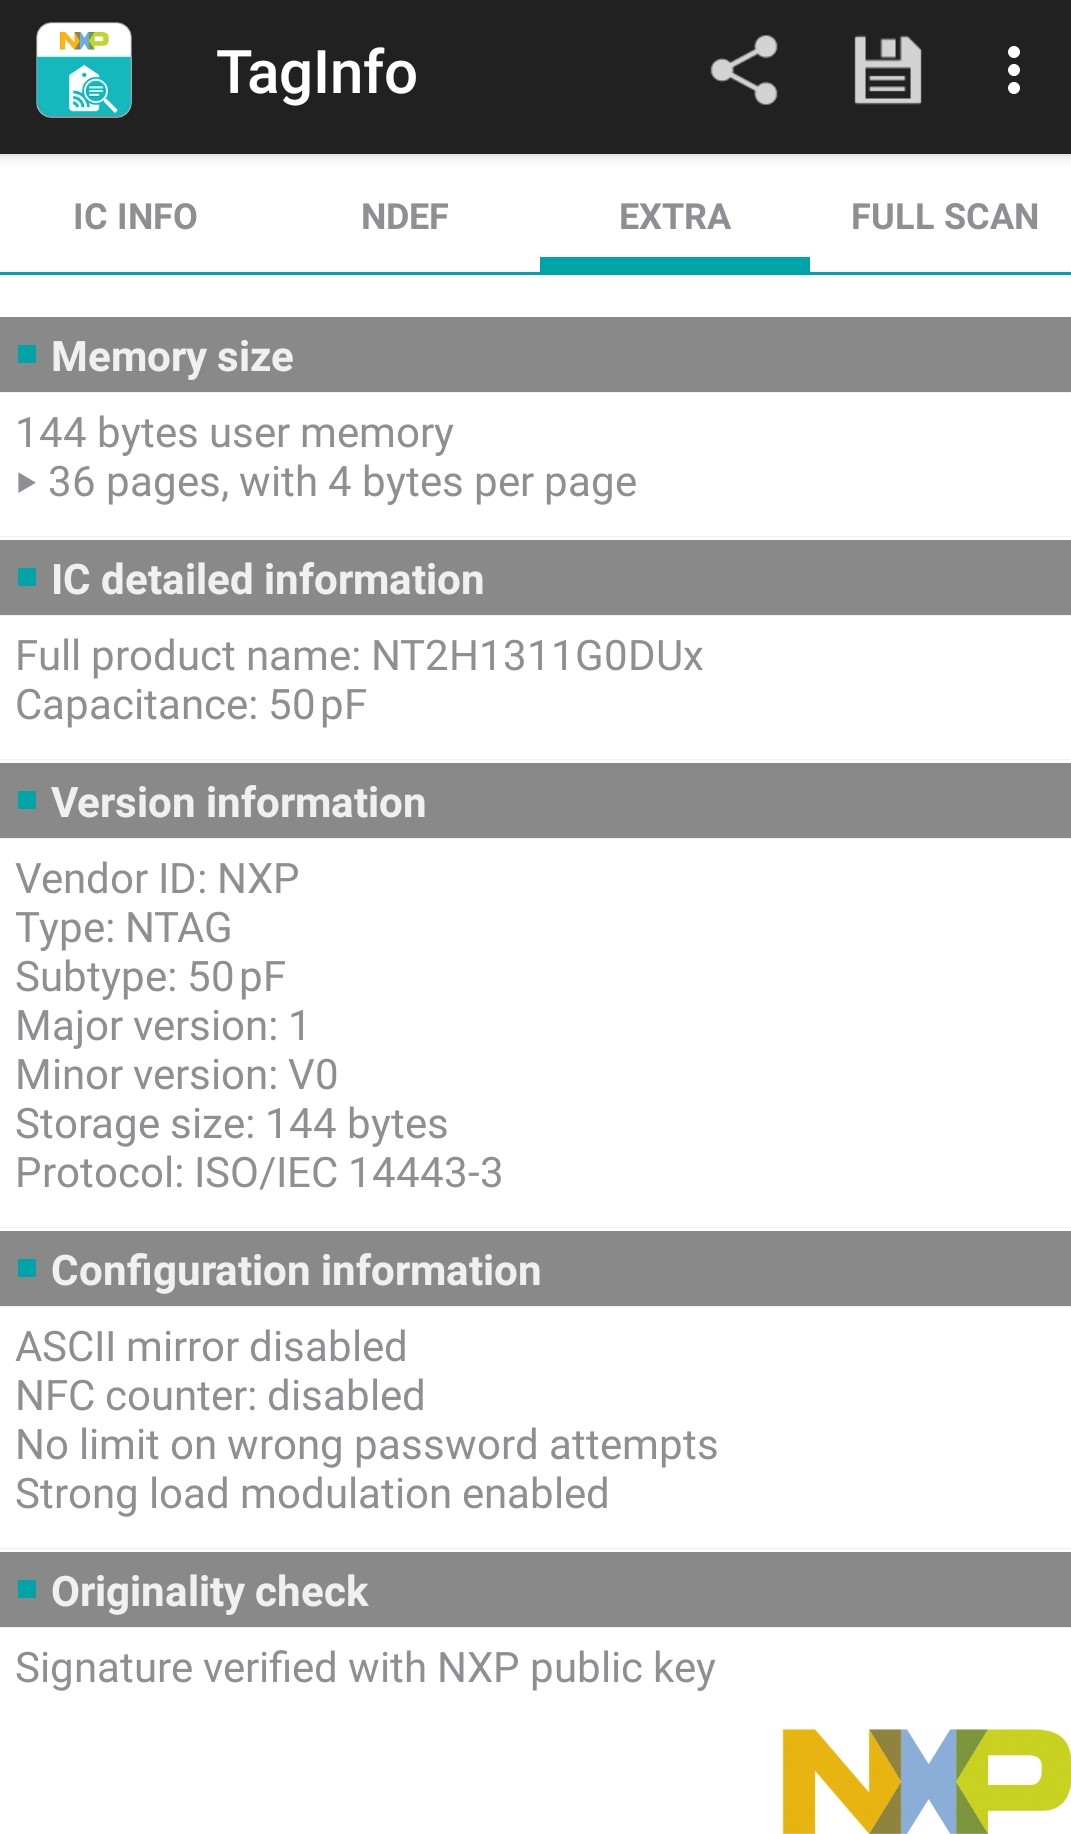 NXP
TagInfo
IC INFO
NDEF
EXTRA
FULL SCAN
Memory size
144 bytes user memory
▶ 36 pages, with 4 bytes per page
IC detailed information
Full product name: NT2H1311G0DUx
Capacitance: 50 pF
Version information
Vendor ID: NXP
Type: NTAG
Subtype: 50 pF
Major version: 1
Minor version: V0
Storage size: 144 bytes
Protocol: ISO/IEC 14443-3
Configuration information
ASCII mirror disabled
NFC counter: disabled
No limit on wrong password attempts
Strong load modulation enabled
Originality check
Signature verified with NXP public key
NXP